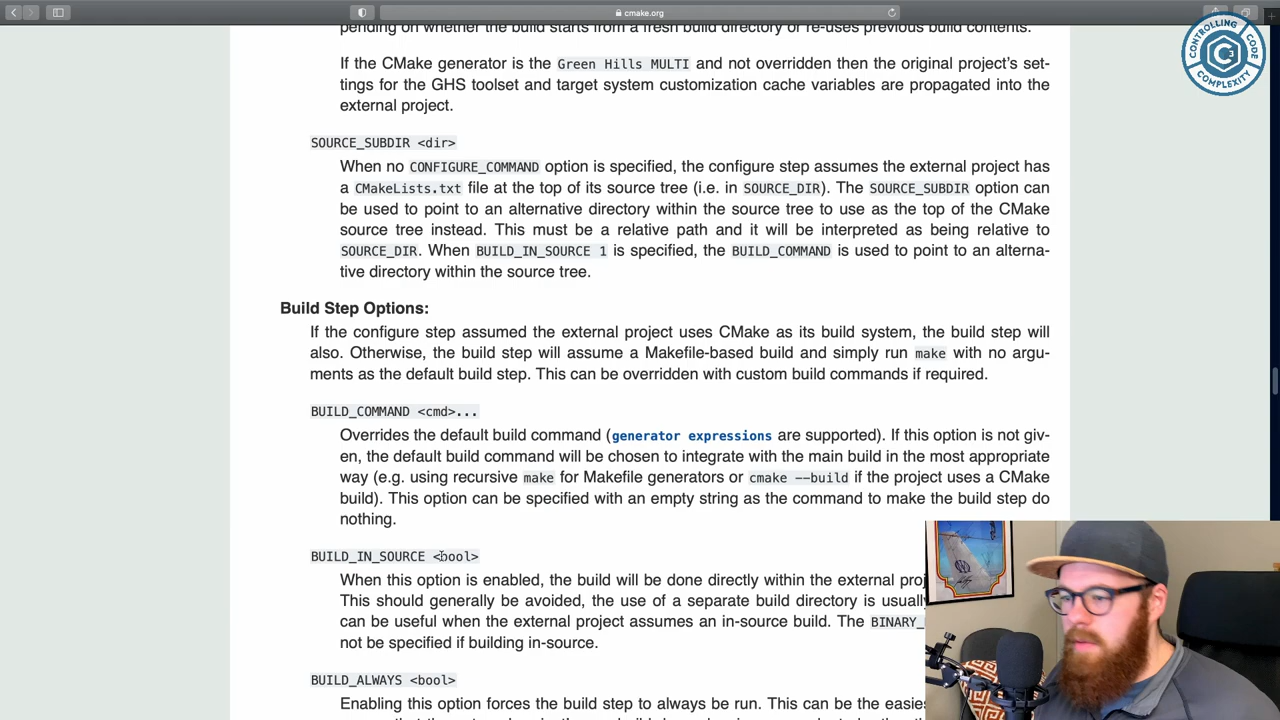 cmake.org
CONTROLLING
CODE
COMPLEXITY
pending on whether the build starts from a fresh build directory or re-uses previous build contents.
If the CMake generator is the Green Hills MULTI and not overridden then the original project's set-
tings for the GHS toolset and target system customization cache variables are propagated into the
external project.
SOURCE_SUBDIR <dir>
When no CONFIGURE_COMMAND option is specified, the configure step assumes the external project has
a CMakeLists.txt file at the top of its source tree (i.e. in SOURCE_DIR). The SOURCE_SUBDIR option can
be used to point to an alternative directory within the source tree to use as the top of the CMake
source tree instead. This must be a relative path and it will be interpreted as being relative to
SOURCE_DIR. When BUILD_IN_SOURCE 1 is specified, the BUILD_COMMAND is used to point to an alterna-
tive directory within the source tree.
Build Step Options:
If the configure step assumed the external project uses CMake as its build system, the build step will
also. Otherwise, the build step will assume a Makefile-based build and simply run make with no argu-
ments as the default build step. This can be overridden with custom build commands if required.
BUILD_COMMAND <cmd>...
Overrides the default build command (generator expressions are supported). If this option is not giv-
en, the default build command will be chosen to integrate with the main build in the most appropriate
way (e.g. using recursive make for Makefile generators or cmake --build if the project uses a CMake
build). This option can be specified with an empty string as the command to make the build step do
nothing.
BUILD_IN_SOURCE <bool>
When this option is enabled, the build will be done directly within the external proj
This should generally be avoided, the use of a separate build directory is usually
can be useful when the external project assumes an in-source build. The BINARY_
not be specified if building in-source.
BUILD_ALWAYS <bool>
Enabling this option forces the build step to always be run. This can be the easies